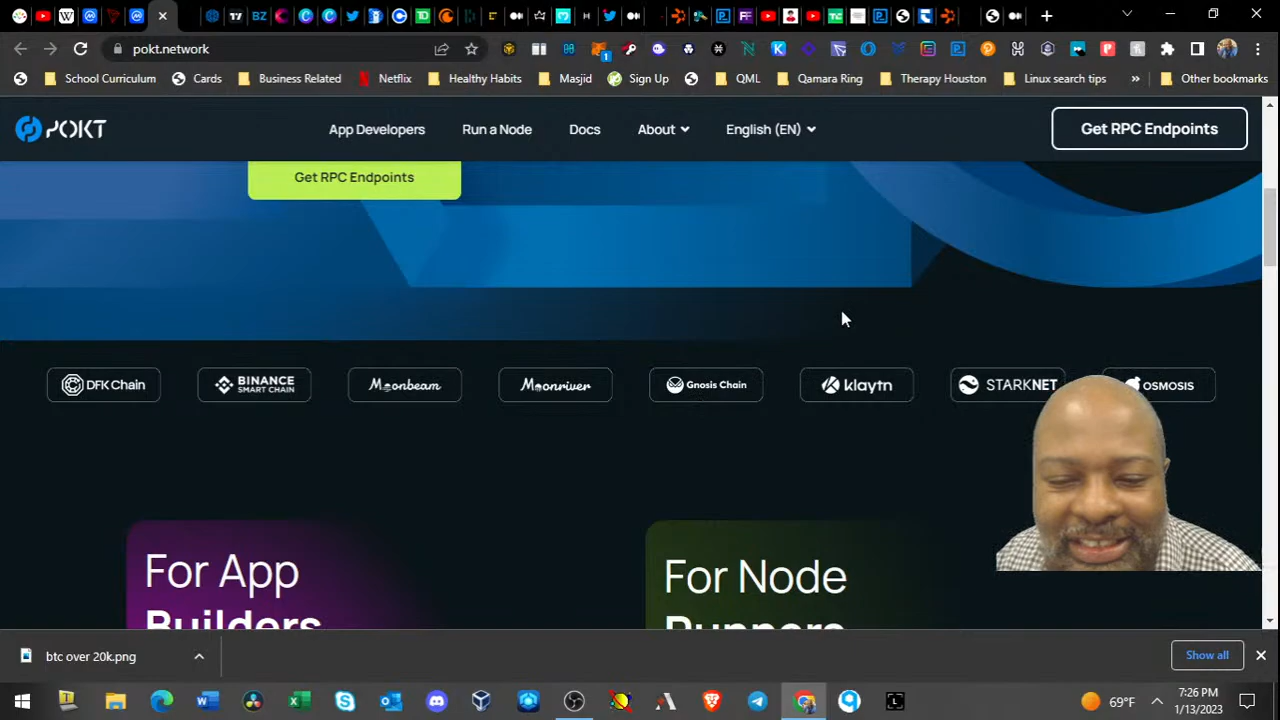 pokt.network
1
School Curriculum
Cards
Business Related
Netflix
Healthy Habits
Masjid
Sign Up
QML
Qamara Ring
Therapy Houston
Linux search tips
»
Other bookmarks
POKT
App Developers
Run a Node
Docs
About
English (EN)
Get RPC Endpoints
Get RPC Endpoints
DFK Chain
BINANCE
SMART CHAIN
Moonbeam
Moonriver
Gnosis Chain
klaytn
STARKNET
OSMOSIS
For App
Builders
For Node
Runners
btc over 20k.png
Show all
69°F
7:26 PM
1/13/2023